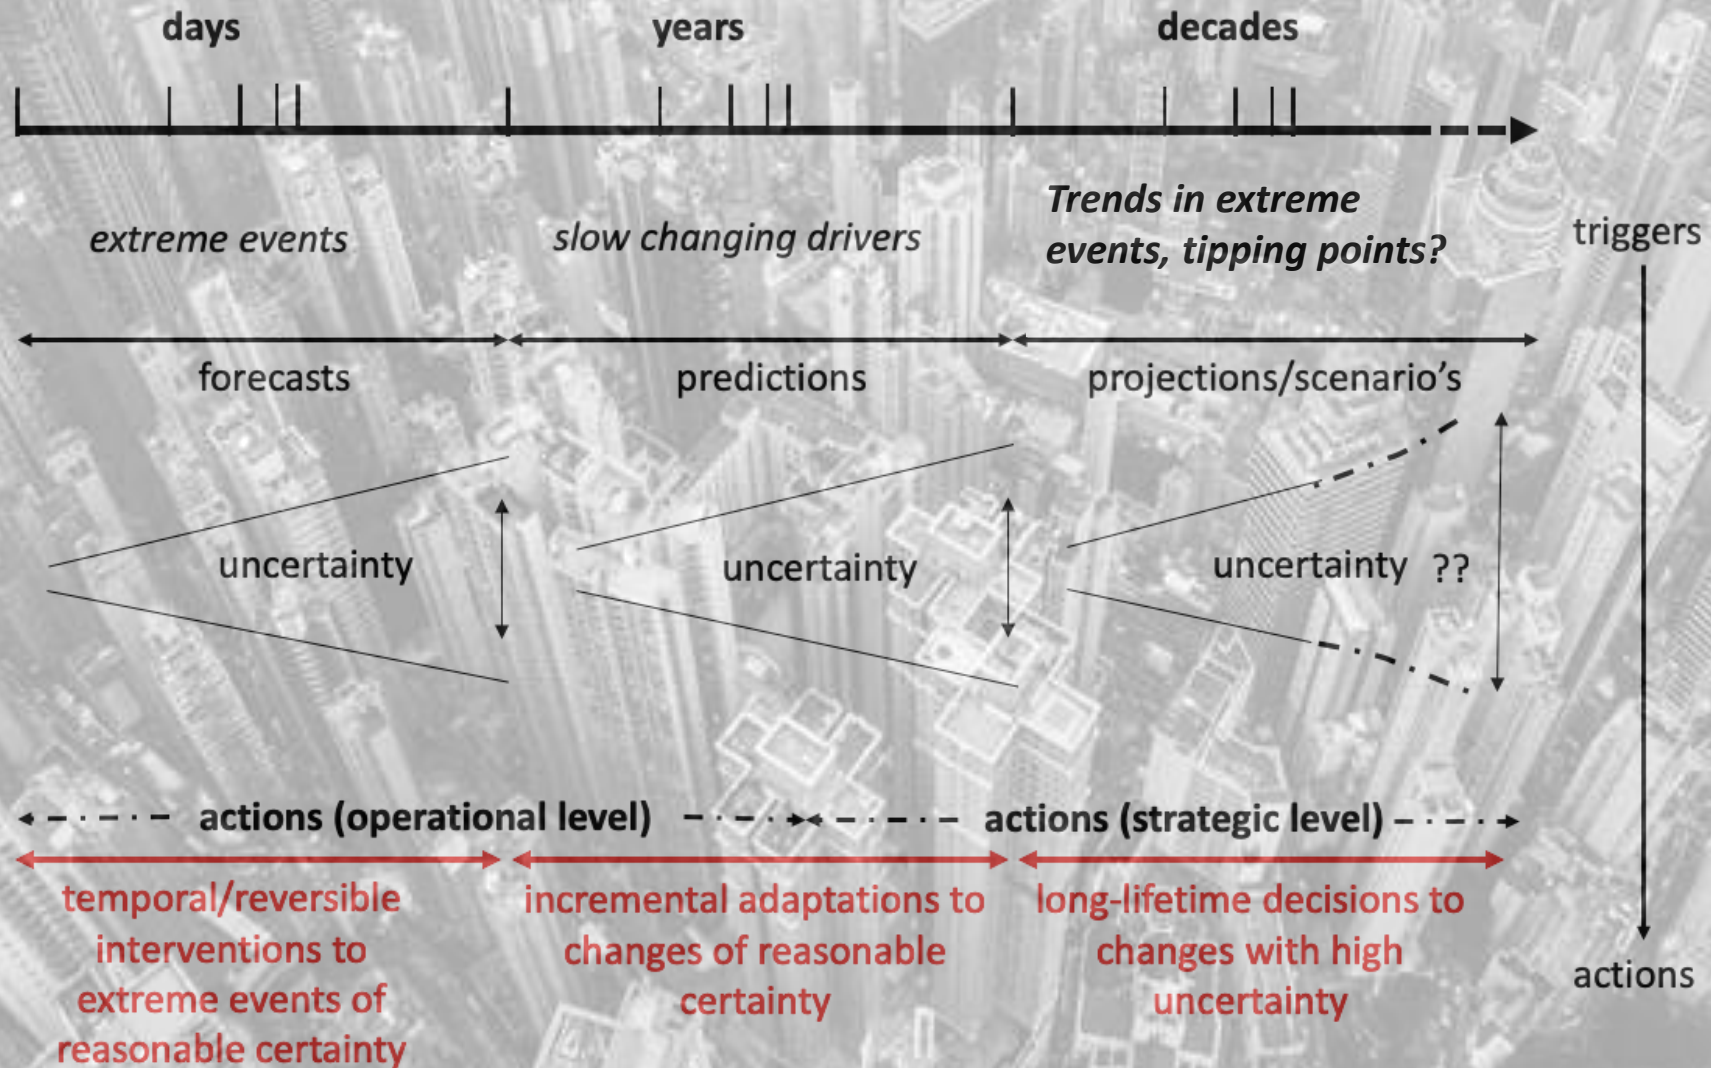 days
years
decades
extreme events
slow changing drivers
Trends in extreme
events, tipping points?
triggers
forecasts
predictions
projections/scenario's
uncertainty
uncertainty
uncertainty ??
actions (operational level)
actions (strategic level)
temporal/reversible
interventions to
extreme events of
reasonable certainty
incremental adaptations to
changes of reasonable
certainty
long-lifetime decisions to
changes with high
uncertainty
actions